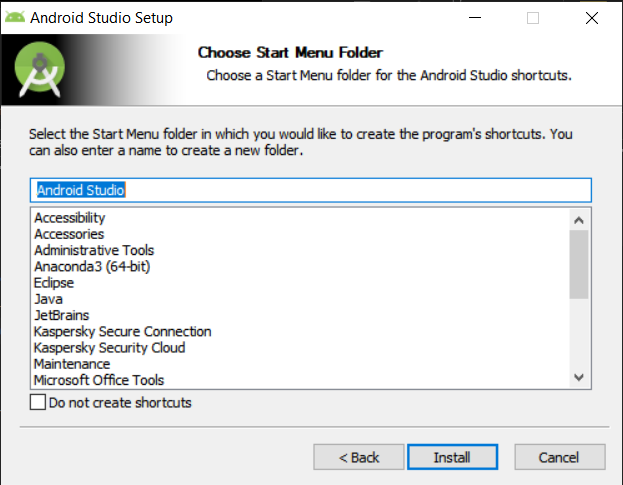 Android Studio Setup
Choose Start Menu Folder
Choose a Start Menu folder for the Android Studio shortcuts.
Select the Start Menu folder in which you would like to create the program's shortcuts. You
can also enter a name to create a new folder.
Android Studio
Accessibility
Accessories
Administrative Tools
Anaconda3 (64-bit)
Eclipse
Java
JetBrains
Kaspersky Secure Connection
Kaspersky Security Cloud
Maintenance
Microsoft Office Tools
Do not create shortcuts
< Back Install Cancel